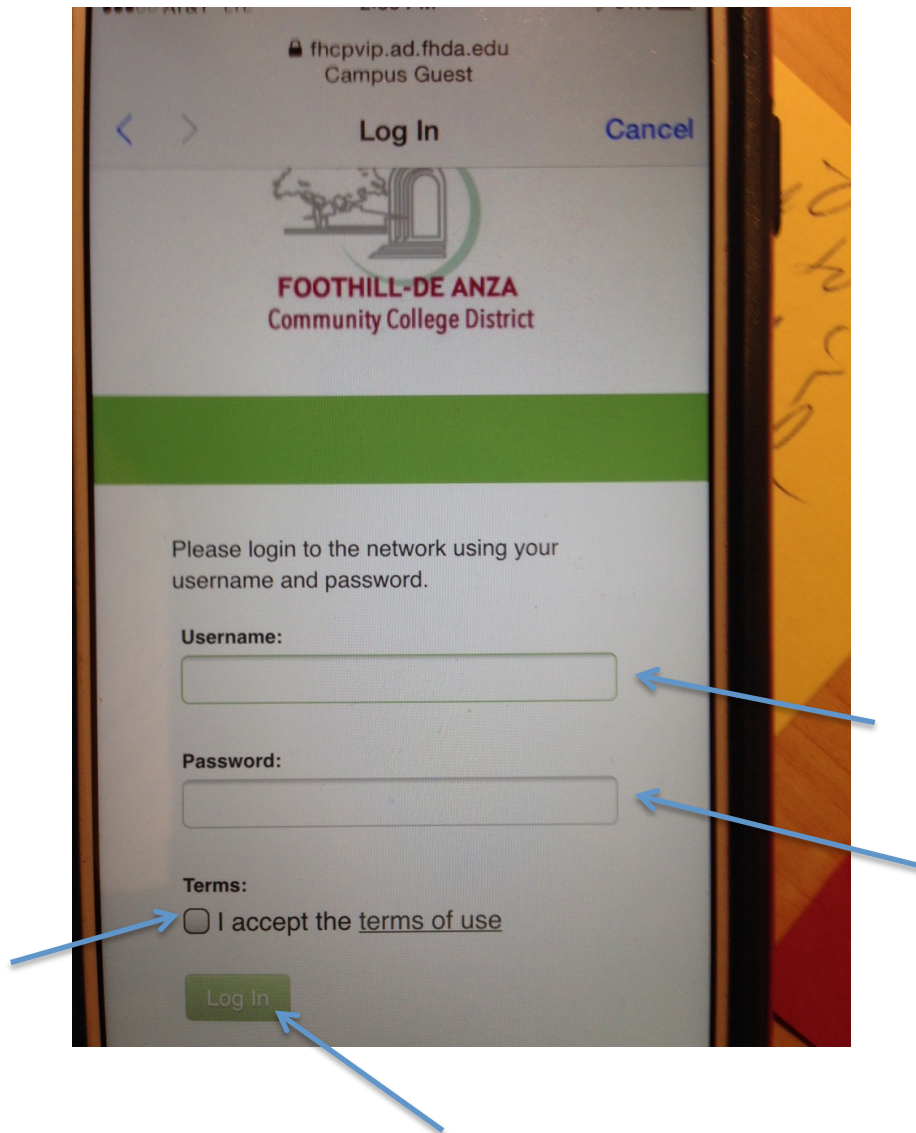 fhcpvip.ad.fhda.edu
Campus Guest
Log In
Cancel
FOOTHILL-DE ANZA
Community College District
Please login to the network using your
username and password.
Username:
Password:
Terms:
I accept the terms of use
Log In